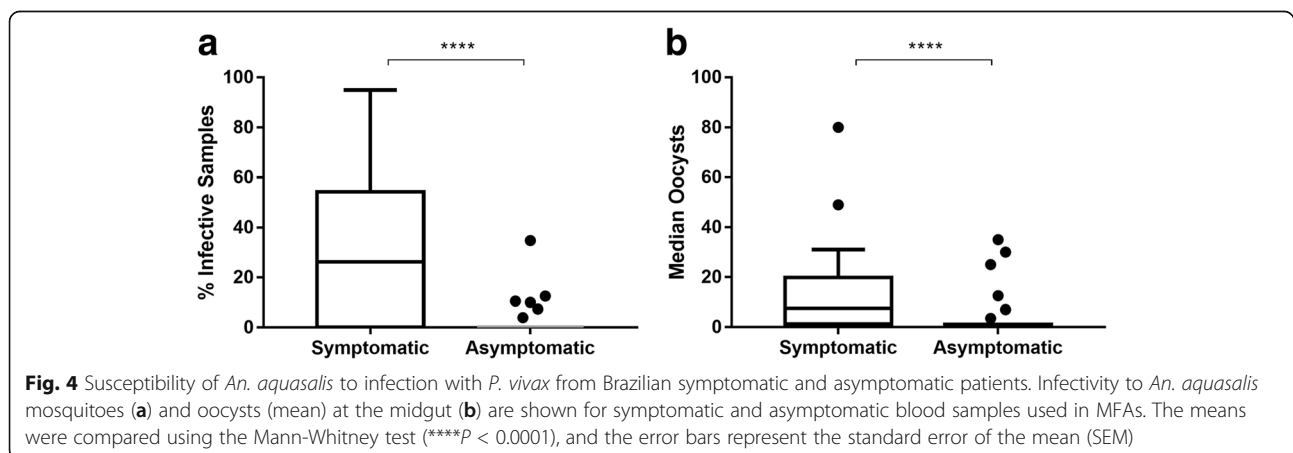 a
b
****
****
% Infective Samples
100
80
60
40
20
0
Symptomatic Asymptomatic
Median Oocysts
100
80
60
40
20
0
Symptomatic Asymptomatic
Fig. 4 Susceptibility of An. aquasalis to infection with P. vivax from Brazilian symptomatic and asymptomatic patients. Infectivity to An. aquasalis
mosquitoes (a) and oocysts (mean) at the midgut (b) are shown for symptomatic and asymptomatic blood samples used in MFAs. The means
were compared using the Mann-Whitney test (****P < 0.0001), and the error bars represent the standard error of the mean (SEM)